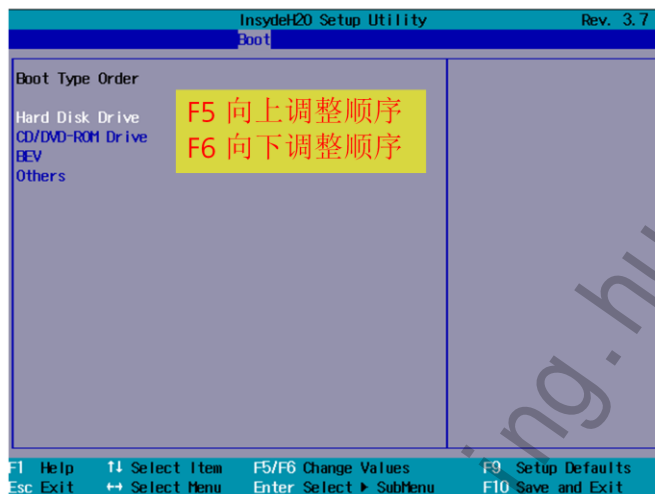 InsydeH2O Setup Utility Rev. 3.7
Boot
Boot Type Order
Hard Disk Drive
CD/DVD-ROM Drive
BEV
Others
F5 向上调整顺序
F6 向下调整顺序
F1 Help ↑↓ Select Item F5/F6 Change Values F9 Setup Defaults
Esc Exit ↔ Select Menu Enter Select ▶ SubMenu F10 Save and Exit
ing.hu